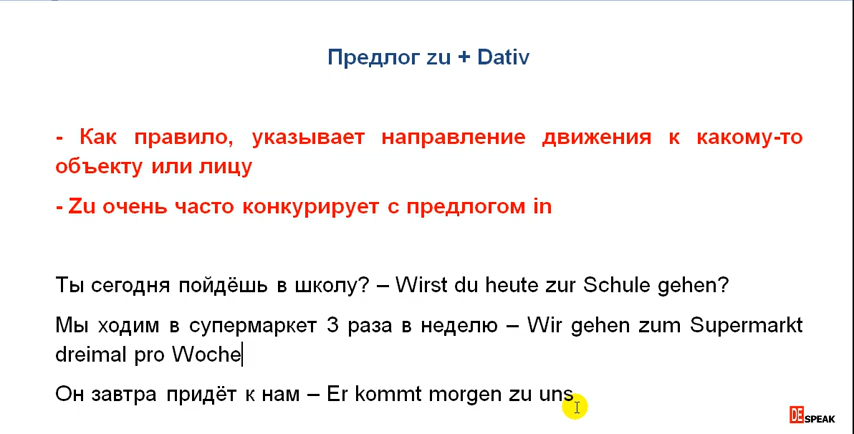 Предлог zu + Dativ
- Как правило, указывает направление движения к какому-то
объекту или лицу
- Zu очень часто конкурирует с предлогом in
Ты сегодня пойдёшь в школу? – Wirst du heute zur Schule gehen?
Мы ходим в супермаркет 3 раза в неделю – Wir gehen zum Supermarkt
dreimal pro Woche
Он завтра придёт к нам – Er kommt morgen zu uns
DE SPEAK